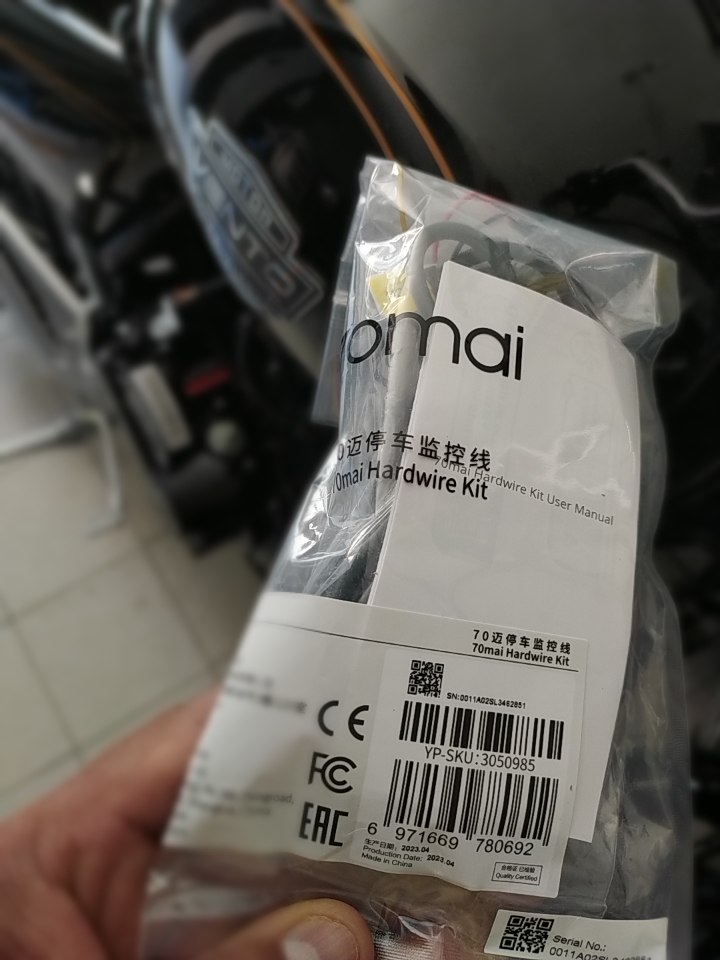 VENTO
omai
0迈停车监控线
0mai Hardwire Kit
70mai Hardwire Kit User Manual
70迈停车监控线
70mai Hardwire Kit
SN:0011A02SL3462851
YP-SKU:3050985
CE
FC
EAC
6 971669 780692
生产日期: 2023.04
Production Date: 2023.04
Made in China
合格证 已检验
Quality Certified
Serial No.: